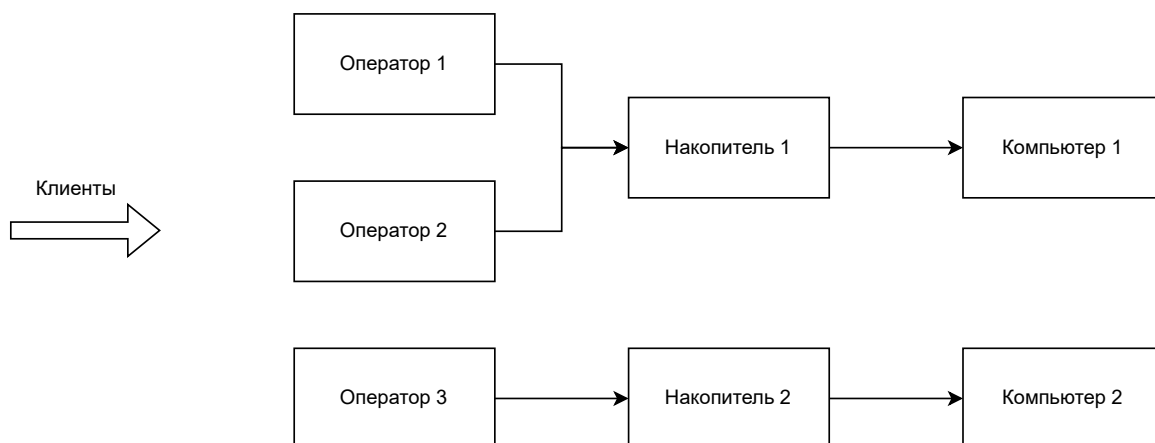 Оператор 1
Накопитель 1
Компьютер 1
Клиенты
Оператор 2
Оператор 3
Накопитель 2
Компьютер 2